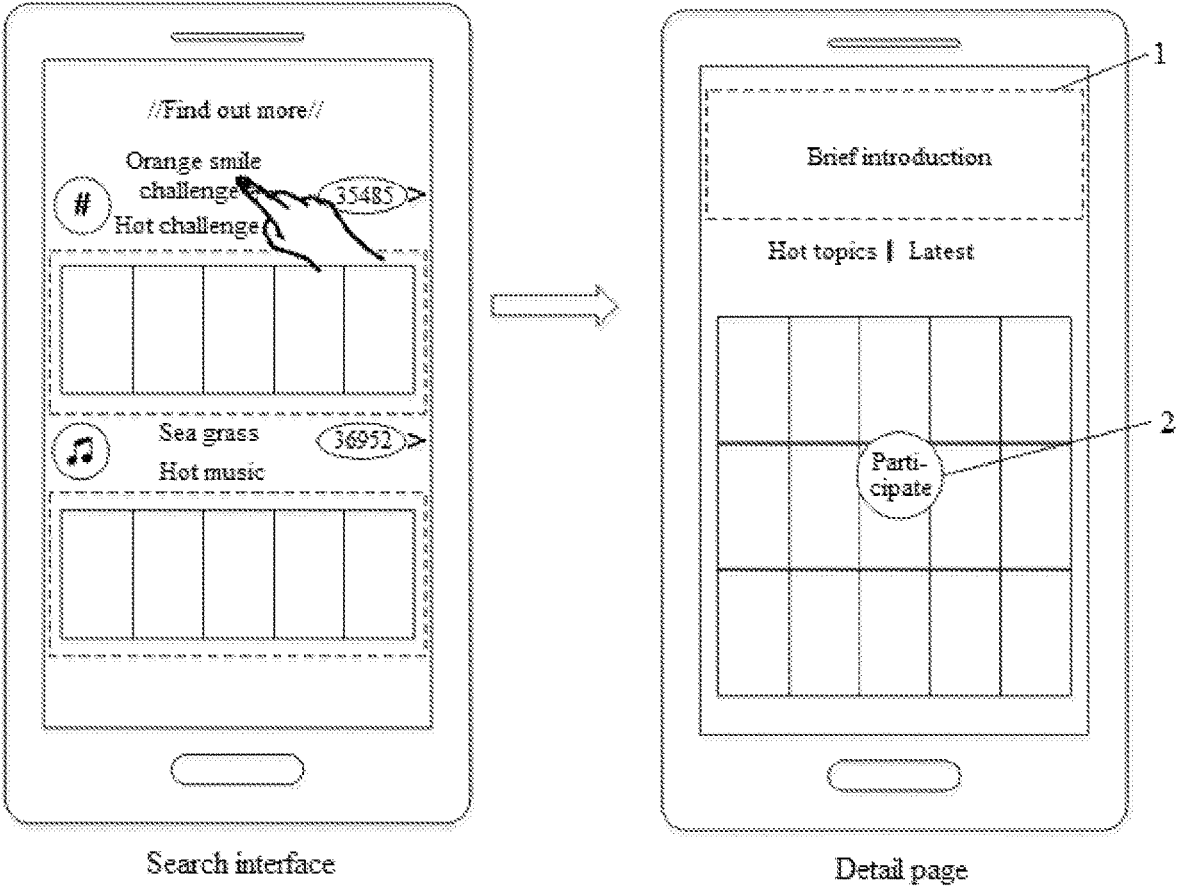 //Find out more//
Orange smile
challenge
#
35485 >
Hot challenge
Sea grass
36952 >
Hot music
Search interface
1
Brief introduction
Hot topics | Latest
2
Parti-
cipate
Detail page